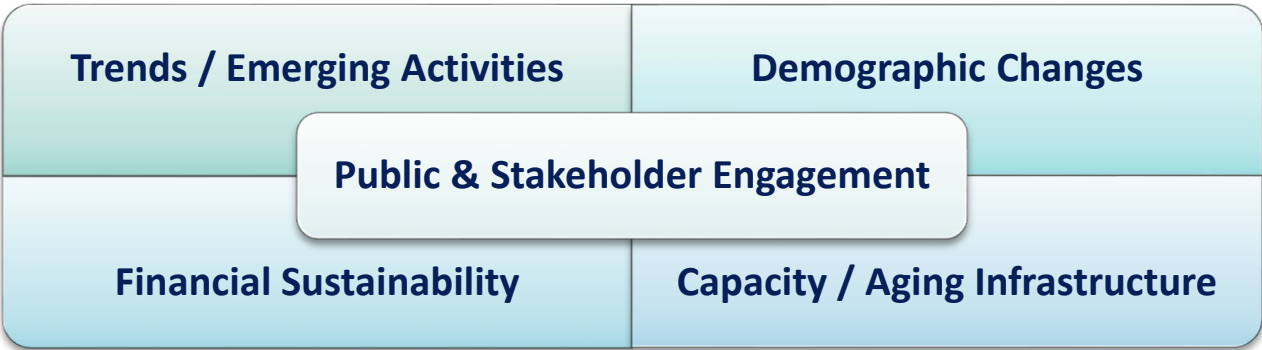 Trends / Emerging Activities
Demographic Changes
Public & Stakeholder Engagement
Financial Sustainability
Capacity / Aging Infrastructure